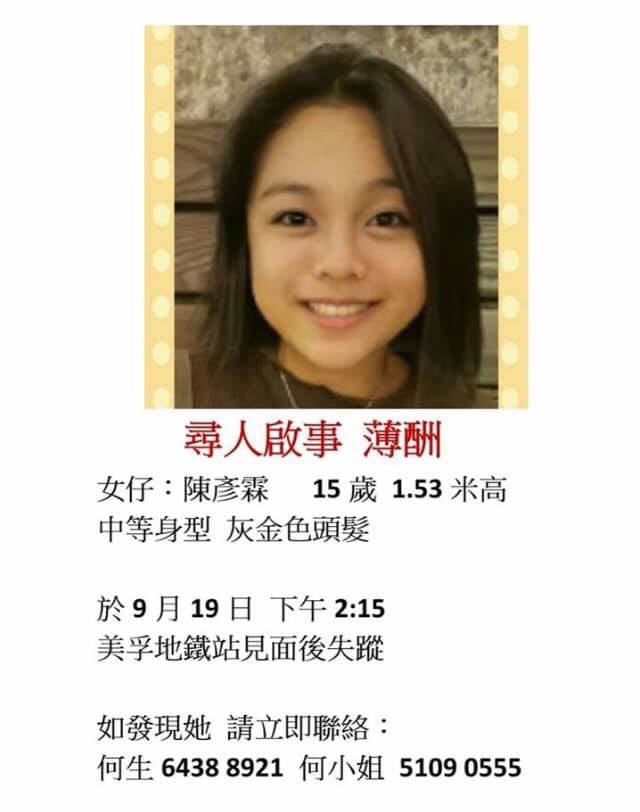 尋人啟事 薄酬
女仔：陳彥霖 15 歲 1.53 米高
中等身型 灰金色頭髮
於 9 月 19 日 下午 2:15
美孚地鐵站見面後失蹤
如發現她 請立即聯絡：
何生 6438 8921 何小姐 5109 0555